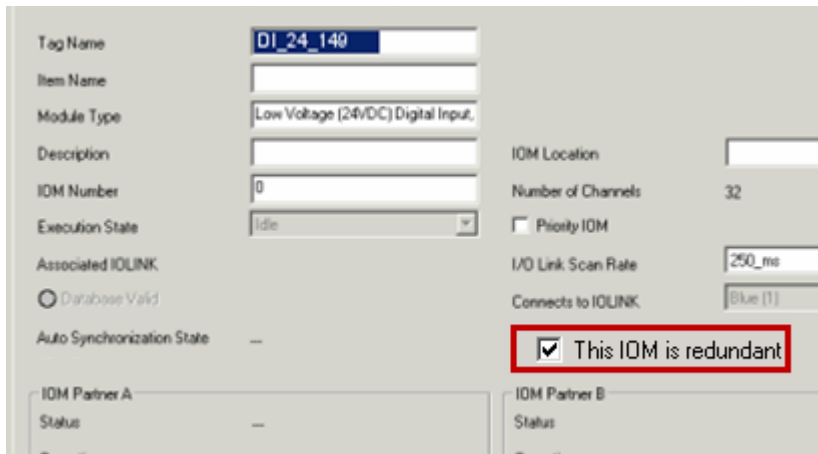 Tag Name DI_24_149
Item Name
Module Type Low Voltage (24VDC) Digital Input,
Description IOM Location
IOM Number 0 Number of Channels 32
Execution State Idle Priority IOM
Associated IOLINK I/O Link Scan Rate 250_ms
Database Valid Connects to IOLINK Blue (1)
Auto Synchronization State --- This IOM is redundant
IOM Partner A IOM Partner B
Status --- Status